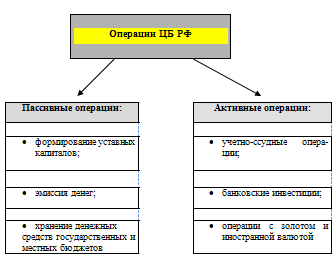 Операции ЦБ РФ
Пассивные операции:
• формирование уставных
капиталов;
• эмиссия денег;
• хранение денежных
средств государственных и
местных бюджетов
Активные операции:
• учетно-ссудные опера-
ции;
• банковские инвестиции;
• операции с золотом и
иностранной валютой